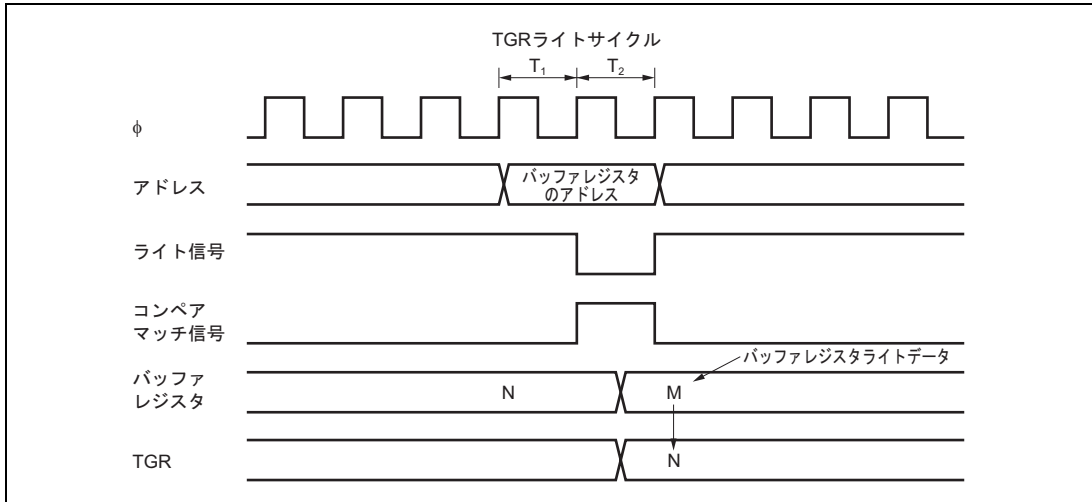 TGRライトサイクル
T1 T2
φ
アドレス
バッファレジスタ
のアドレス
ライト信号
コンペア
マッチ信号
バッファレジスタライトデータ
バッファ
レジスタ
N M
TGR
N